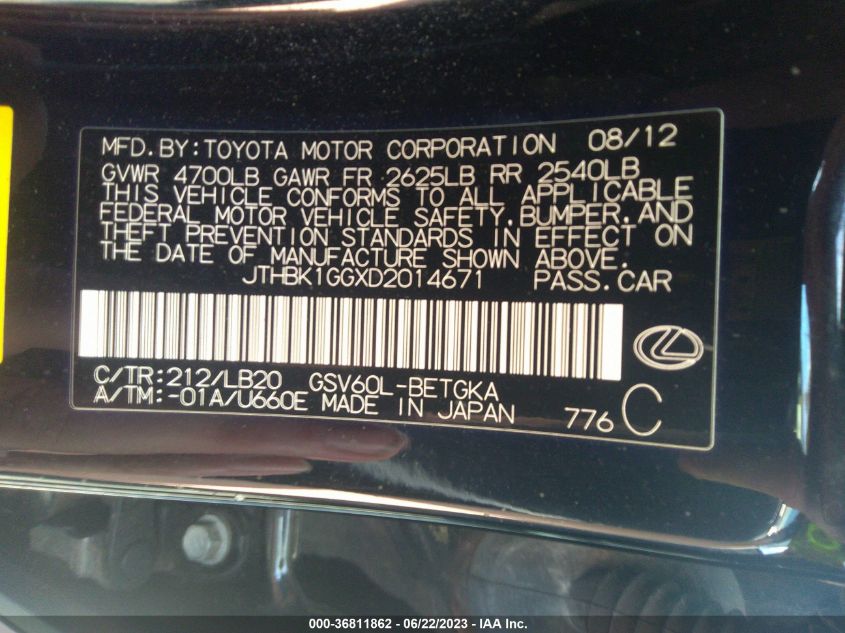 MFD.BY:TOYOTA MOTOR CORPORATION 08/12
GVWR 4700LB GAWR FR 2625LB RR 2540LB
THIS VEHICLE CONFORMS TO ALL APPLICABLE
FEDERAL MOTOR VEHICLE SAFETY,BUMPER,AND
THEFT PREVENTION STANDARDS IN EFFECT ON
THE DATE OF MANUFACTURE SHOWN ABOVE.
JTHBK1GGXD2014671 PASS.CAR
C/TR:212/LB20 GSV60L-BETGKA
A/TM:-01A/U660E MADE IN JAPAN 776 C
000-36811862 - 06/22/2023 - IAA Inc.